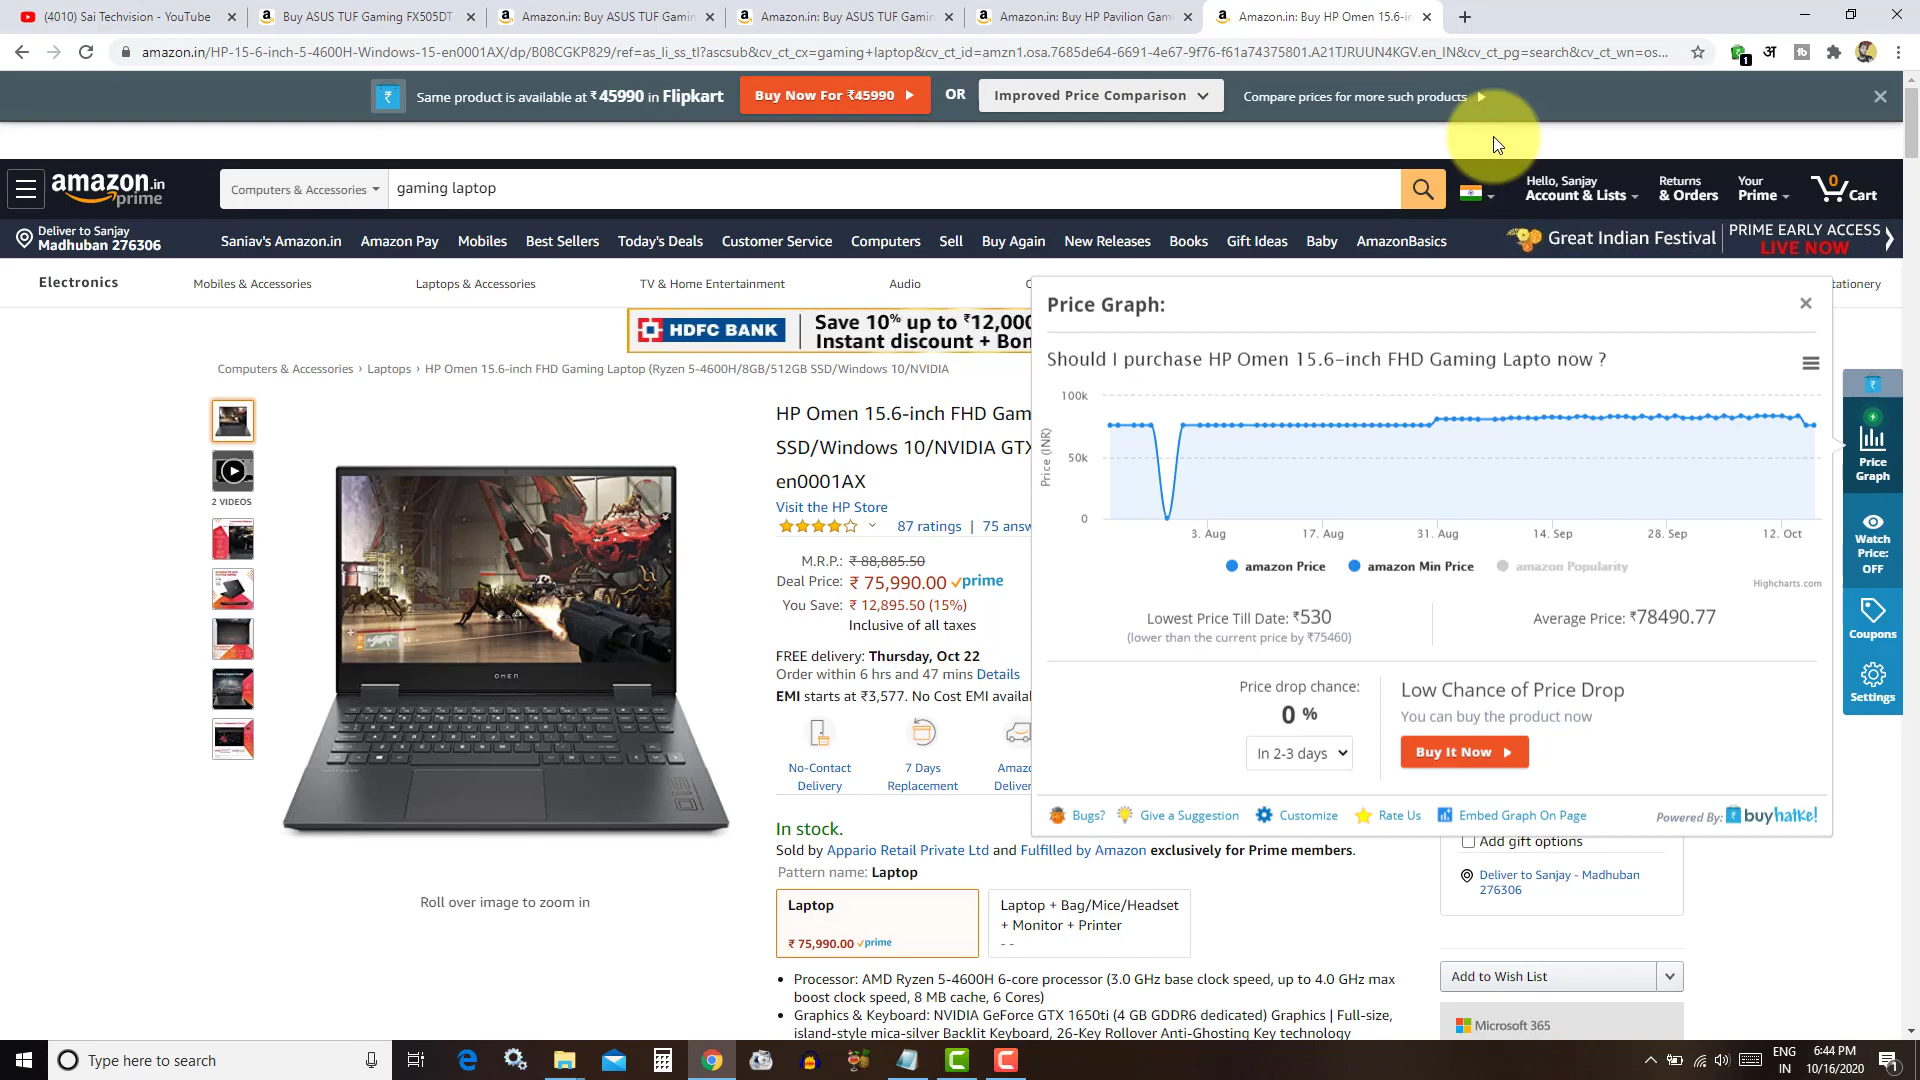 (4010) Sai Techvision - YouTube
Buy ASUS TUF Gaming FX505DT
Amazon.in: Buy ASUS TUF Gamin
Amazon.in: Buy ASUS TUF Gamin
Amazon.in: Buy HP Pavilion Gam
Amazon.in: Buy HP Omen 15.6-in
amazon.in/HP-15-6-inch-5-4600H-Windows-15-en0001AX/dp/B08CGKP829/ref=as_li_ss_tl?ascsub&cv_ct_cx=gaming+laptop&cv_ct_id=amzn1.osa.7685de64-6691-4e67-9f76-f61a74375801.A21TJRUUN4KGV.en_IN&cv_ct_pg=search&cv_ct_wn=os...
1 अ
Same product is available at ₹ 45990 in Flipkart
Buy Now For ₹45990
OR
Improved Price Comparison
Compare prices for more such products
amazon.in
prime
Computers & Accessories
gaming laptop
Hello, Sanjay
Account & Lists
Returns
& Orders
Your
Prime
0
Cart
Deliver to Sanjay
Madhuban 276306
Sanjay's Amazon.in
Amazon Pay
Mobiles
Best Sellers
Today's Deals
Customer Service
Computers
Sell
Buy Again
New Releases
Books
Gift Ideas
Baby
AmazonBasics
Great Indian Festival
PRIME EARLY ACCESS
LIVE NOW
Electronics
Mobiles & Accessories
Laptops & Accessories
TV & Home Entertainment
Audio
tationery
HDFC BANK
Save 10% up to ₹12,000
Instant discount + Bon
Computers & Accessories › Laptops › HP Omen 15.6-inch FHD Gaming Laptop (Ryzen 5-4600H/8GB/512GB SSD/Windows 10/NVIDIA
2 VIDEOS
OMEN
Roll over image to zoom in
HP Omen 15.6-inch FHD Gam
SSD/Windows 10/NVIDIA GTX
en0001AX
Visit the HP Store
87 ratings | 75 answ
M.R.P.: ₹ 88,885.50
Deal Price: ₹ 75,990.00 prime
You Save: ₹ 12,895.50 (15%)
Inclusive of all taxes
FREE delivery: Thursday, Oct 22
Order within 6 hrs and 47 mins Details
EMI starts at ₹3,577. No Cost EMI availa
No-Contact
Delivery
7 Days
Replacement
Amazo
Deliver
In stock.
Sold by Appario Retail Private Ltd and Fulfilled by Amazon exclusively for Prime members.
Pattern name: Laptop
Laptop
₹ 75,990.00 prime
Laptop + Bag/Mice/Headset
+ Monitor + Printer
- -
• Processor: AMD Ryzen 5-4600H 6-core processor (3.0 GHz base clock speed, up to 4.0 GHz max
boost clock speed, 8 MB cache, 6 Cores)
• Graphics & Keyboard: NVIDIA GeForce GTX 1650ti (4 GB GDDR6 dedicated) Graphics | Full-size,
island-style mica-silver Backlit Keyboard, 26-Key Rollover Anti-Ghosting Key technology
Price Graph:
Should I purchase HP Omen 15.6-inch FHD Gaming Lapto now ?
Price (INR)
100k
50k
0
3. Aug
17. Aug
31. Aug
14. Sep
28. Sep
12. Oct
amazon Price
amazon Min Price
amazon Popularity
Highcharts.com
Lowest Price Till Date: ₹530
(lower than the current price by ₹75460)
Average Price: ₹78490.77
Price drop chance:
0 %
In 2-3 days
Low Chance of Price Drop
You can buy the product now
Buy It Now
Bugs?
Give a Suggestion
Customize
Rate Us
Embed Graph On Page
Powered By: buyhatke!
Price
Graph
Watch
Price:
OFF
Coupons
Settings
Add gift options
Deliver to Sanjay - Madhuban
276306
Add to Wish List
Microsoft 365
Type here to search
ENG
IN
6:44 PM
10/16/2020
1